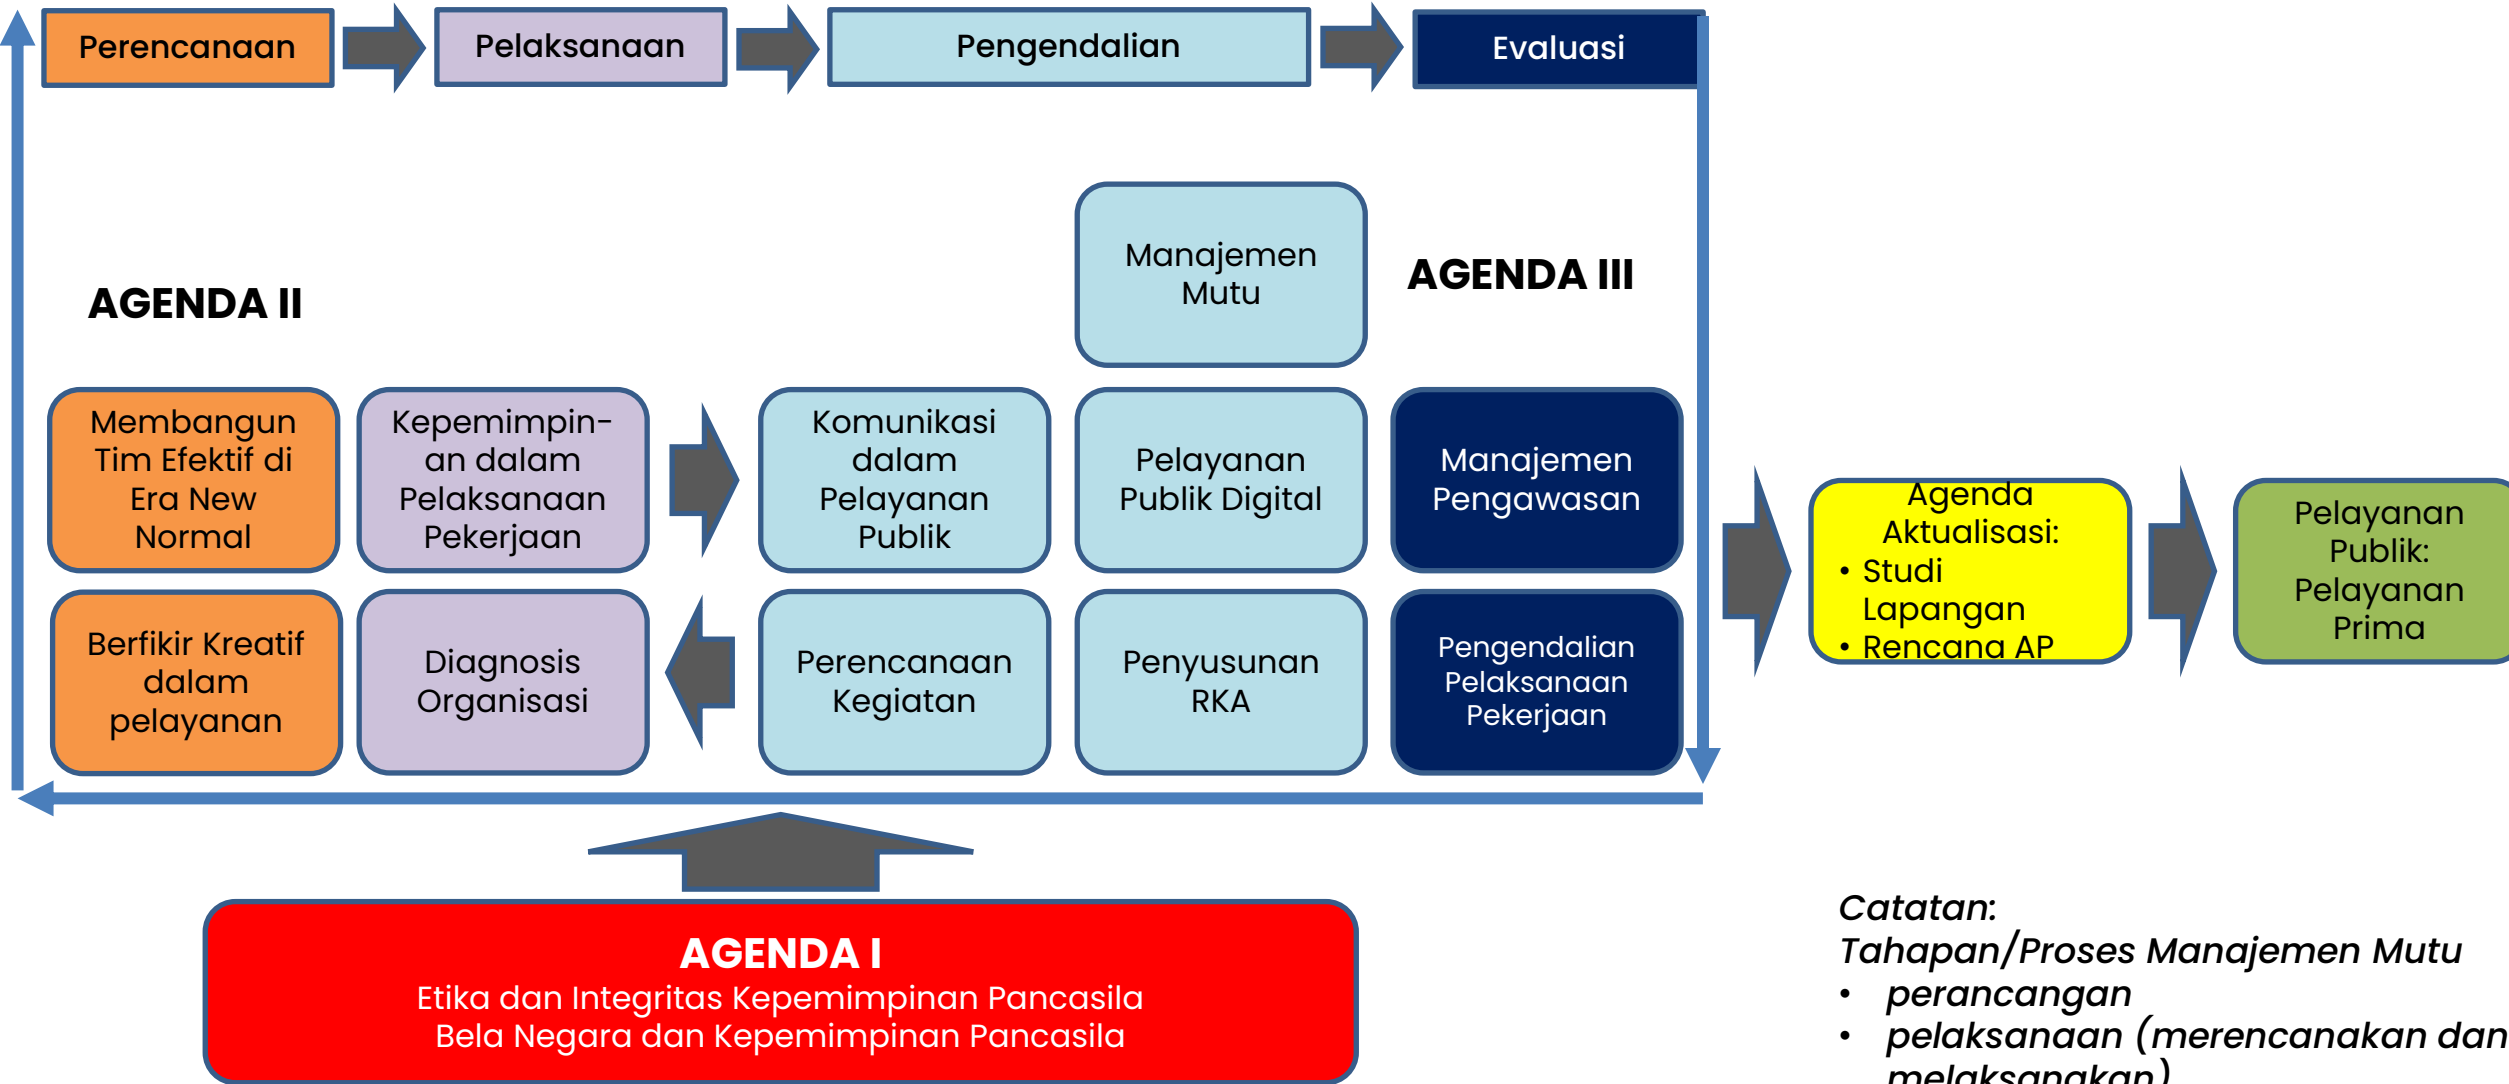 Perencanaan
Pelaksanaan
Pengendalian
Evaluasi
AGENDA II
Manajemen
Mutu
AGENDA III
Membangun
Tim Efektif di
Era New
Normal
Kepemimpin-
an dalam
Pelaksanaan
Pekerjaan
Komunikasi
dalam
Pelayanan
Publik
Pelayanan
Publik Digital
Manajemen
Pengawasan
Berfikir Kreatif
dalam
pelayanan
Diagnosis
Organisasi
Perencanaan
Kegiatan
Penyusunan
RKA
Pengendalian
Pelaksanaan
Pekerjaan
Agenda
Aktualisasi:
• Studi
Lapangan
• Rencana AP
Pelayanan
Publik:
Pelayanan
Prima
AGENDA I
Etika dan Integritas Kepemimpinan Pancasila
Bela Negara dan Kepemimpinan Pancasila
Catatan:
Tahapan/Proses Manajemen Mutu
• perancangan
• pelaksanaan (merencanakan dan
melaksanakan)